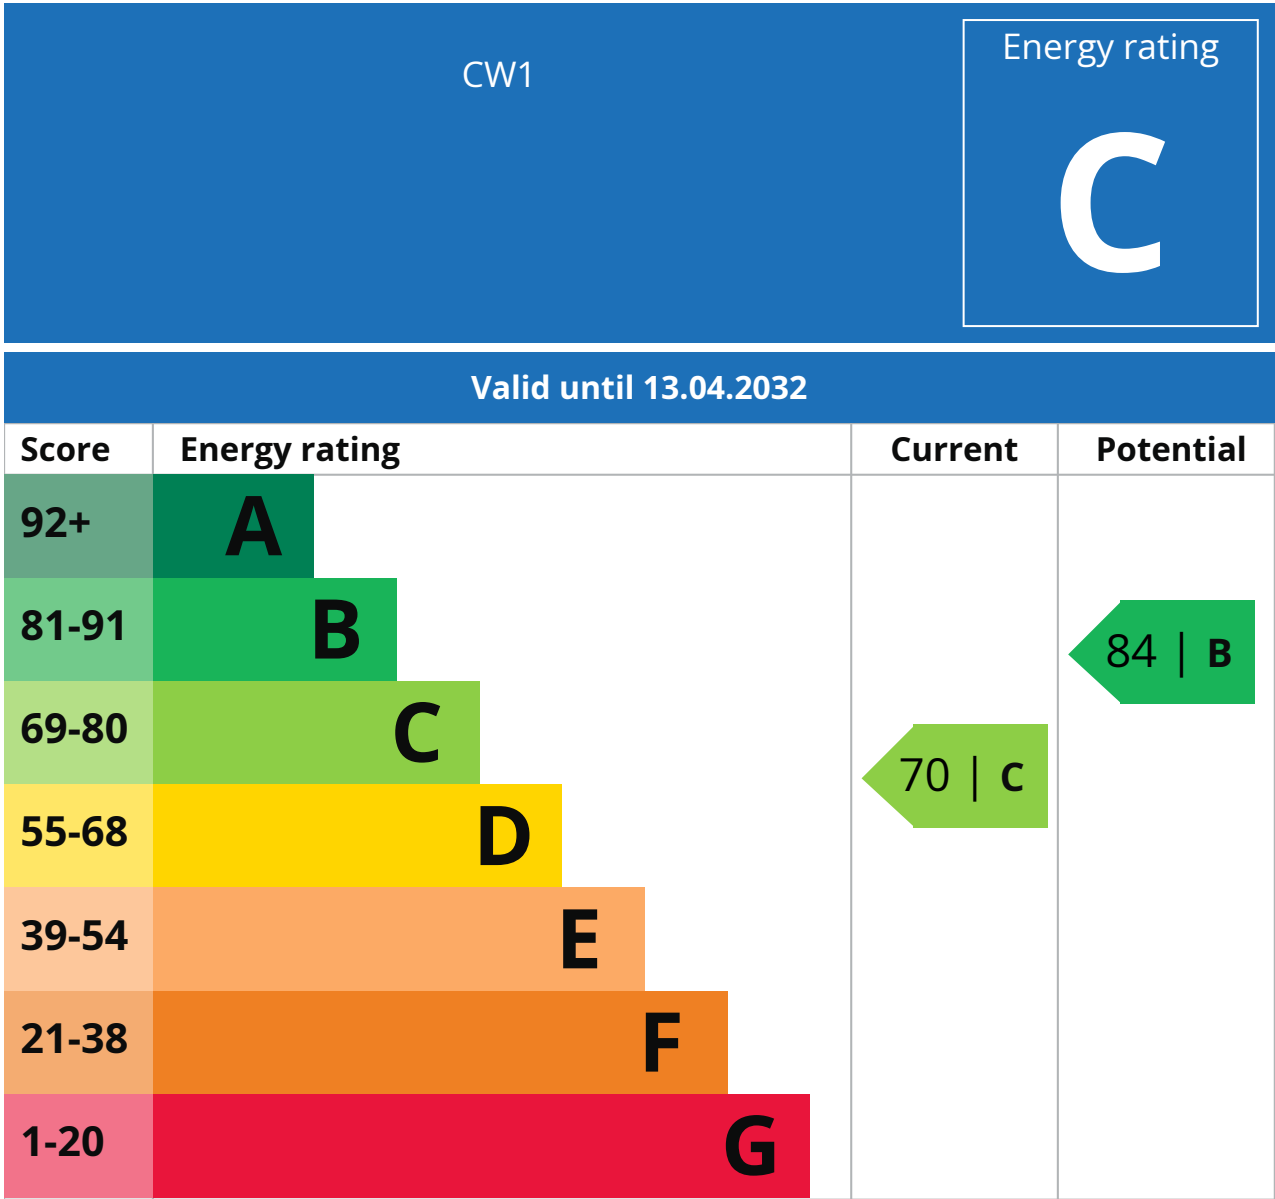 CW1
Energy rating
C
Valid until 13.04.2032
Score Energy rating Current Potential
92+ A
81-91 B
84 | B
69-80 C
70 | C
55-68 D
39-54 E
21-38 F
1-20 G